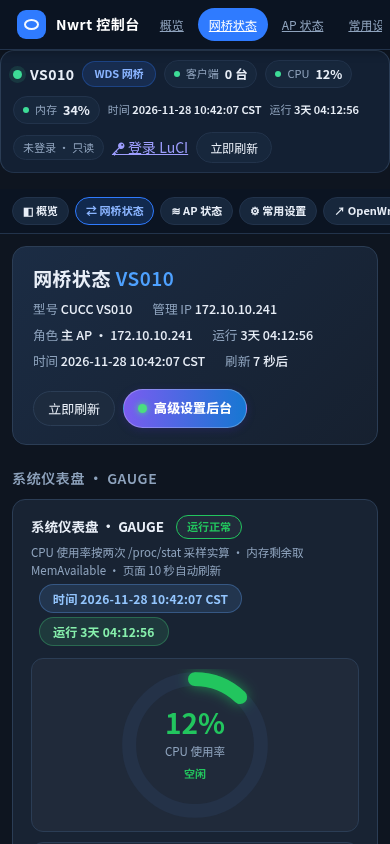 Nwrt 控制台 概览 网桥状态 AP 状态 常用设
VS010 WDS 网桥 客户端 0 台 CPU 12%
内存 34% 时间 2026-11-28 10:42:07 CST 运行 3天 04:12:56
未登录 · 只读 🔑 登录 LuCI 立即刷新
◧ 概览 ⇄ 网桥状态 ≋ AP 状态 ⚙ 常用设置 ↗ OpenWr
网桥状态 VS010
型号 CUCC VS010 管理 IP 172.10.10.241
角色 主 AP · 172.10.10.241 运行 3天 04:12:56
时间 2026-11-28 10:42:07 CST 刷新 7 秒后
立即刷新 高级设置后台
系统仪表盘 · GAUGE
系统仪表盘 · GAUGE 运行正常
CPU 使用率按两次 /proc/stat 采样实算 · 内存剩余取
MemAvailable · 页面 10 秒自动刷新
时间 2026-11-28 10:42:07 CST
运行 3天 04:12:56
12%
CPU 使用率
空闲